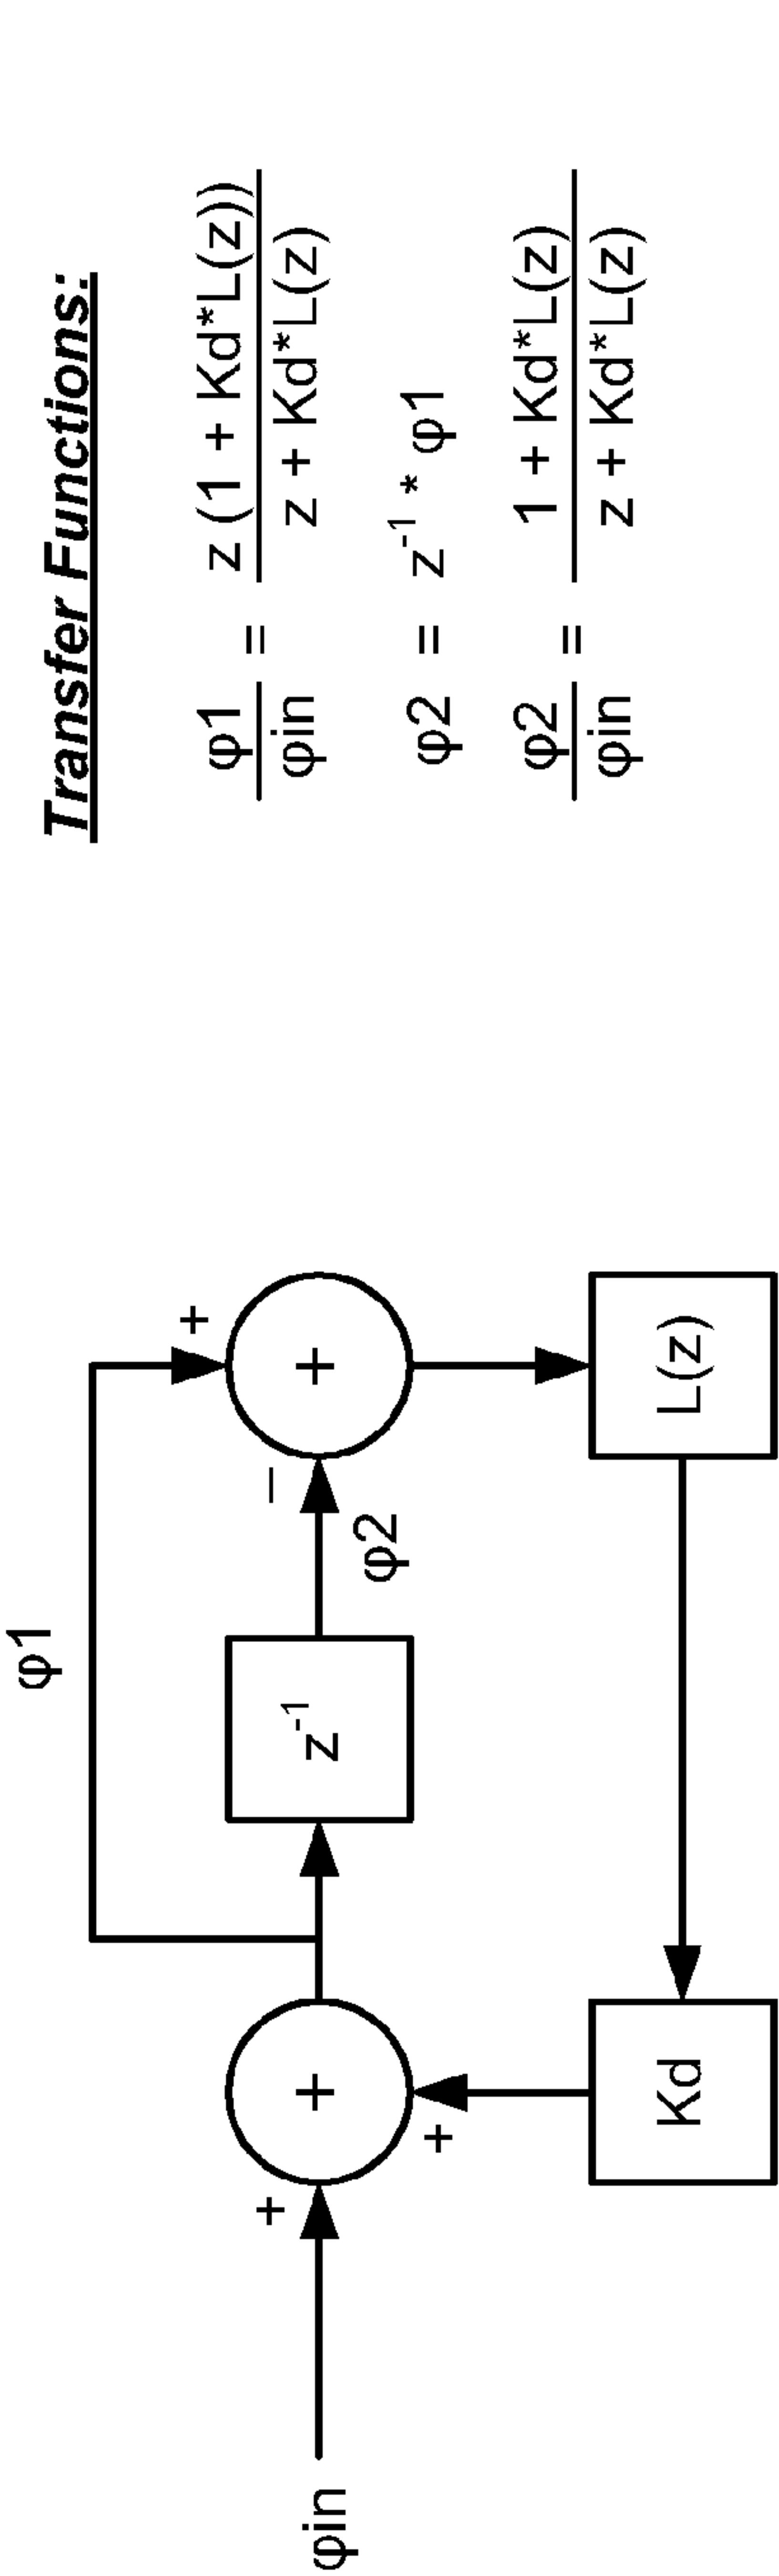 φ1
φin
+
+
z⁻¹
−
φ2
+
+
+
Kd
L(z)
Transfer Functions:
φ1/φin = z (1 + Kd*L(z))/z + Kd*L(z)
φ2 = z⁻¹ * φ1
φ2/φin = 1 + Kd*L(z)/z + Kd*L(z)